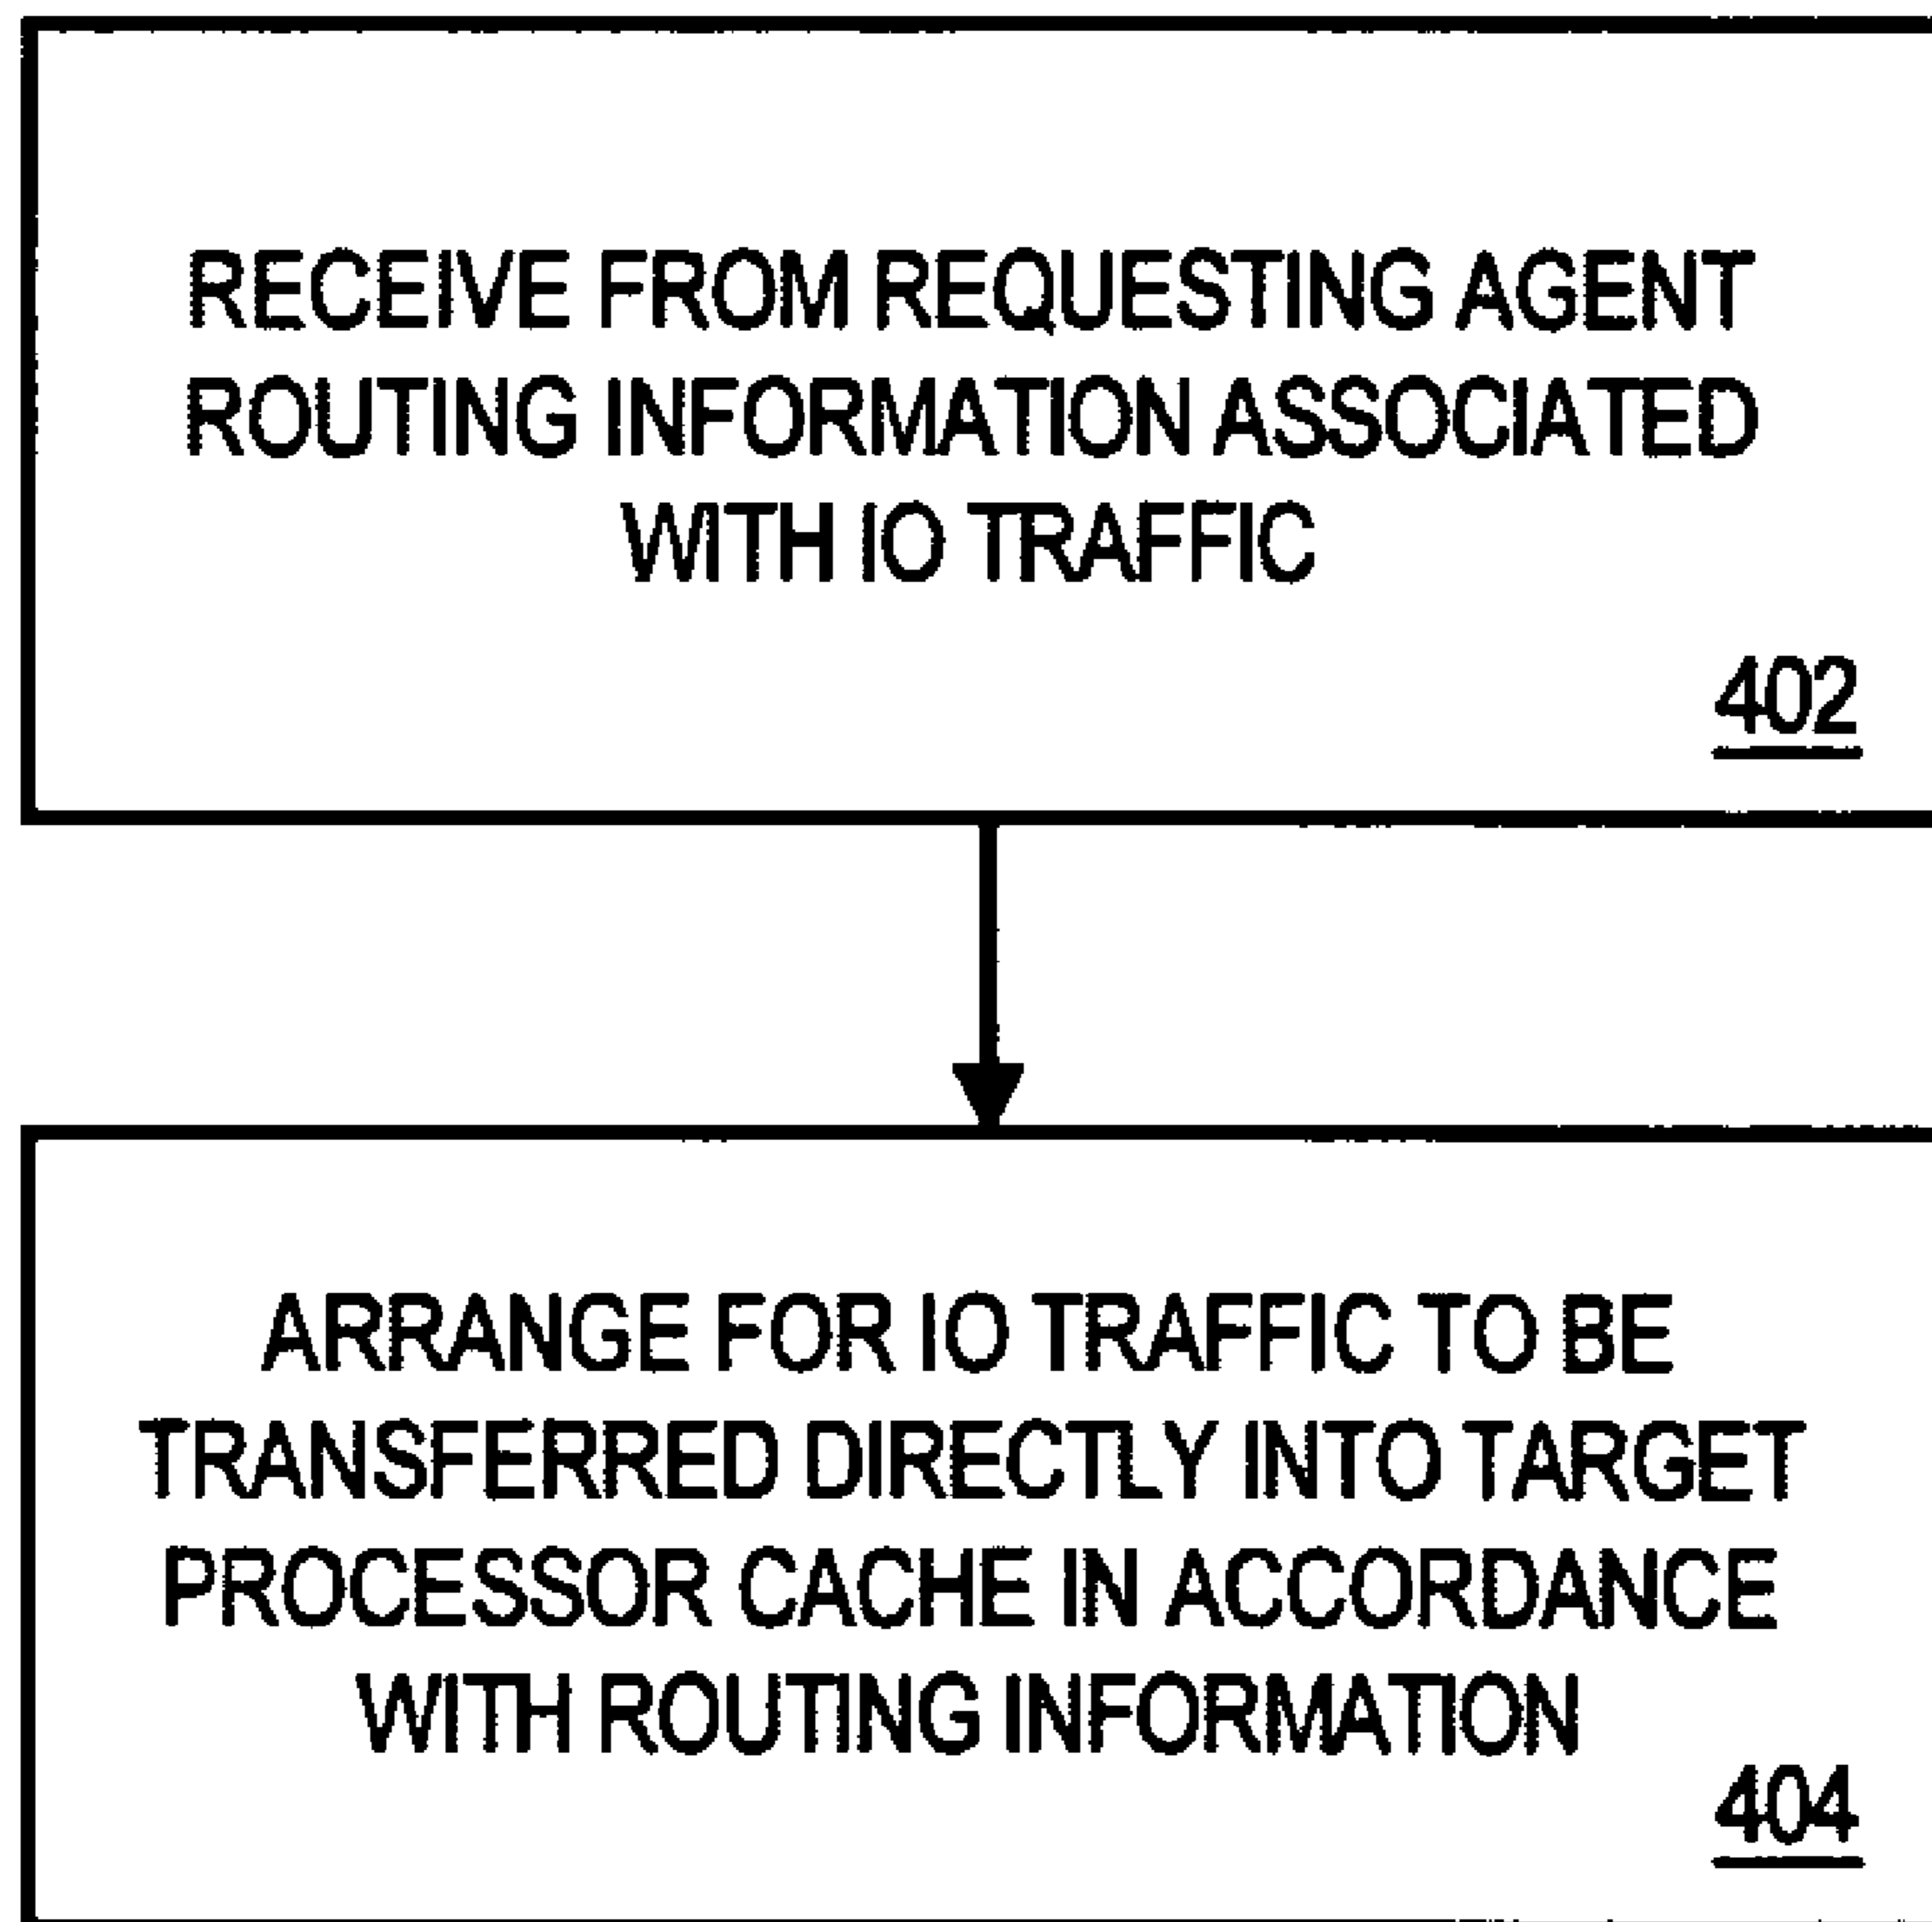 RECEIVE FROM REQUESTING AGENT
ROUTING INFORMATION ASSOCIATED
WITH IO TRAFFIC
402
ARRANGE FOR IO TRAFFIC TO BE
TRANSFERRED DIRECTLY INTO TARGET
PROCESSOR CACHE IN ACCORDANCE
WITH ROUTING INFORMATION
404